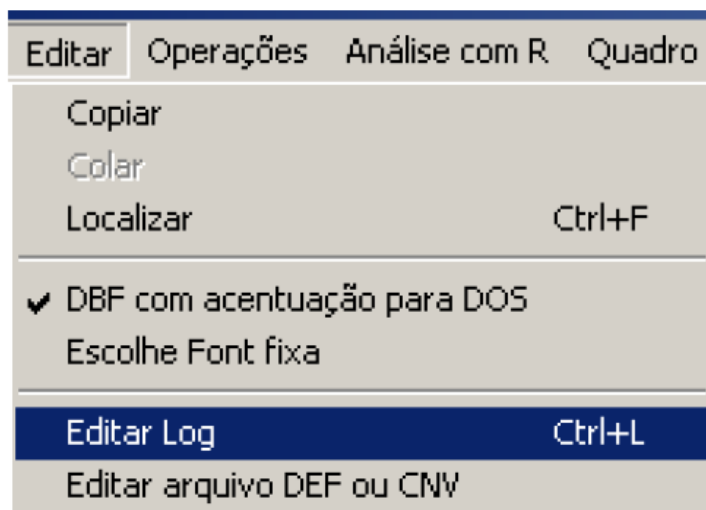 Editar Operações Análise com R Quadro
Copiar
Colar
Localizar Ctrl+F
DBF com acentuação para DOS
Escolhe Font fixa
Editar Log Ctrl+L
Editar arquivo DEF ou CNV